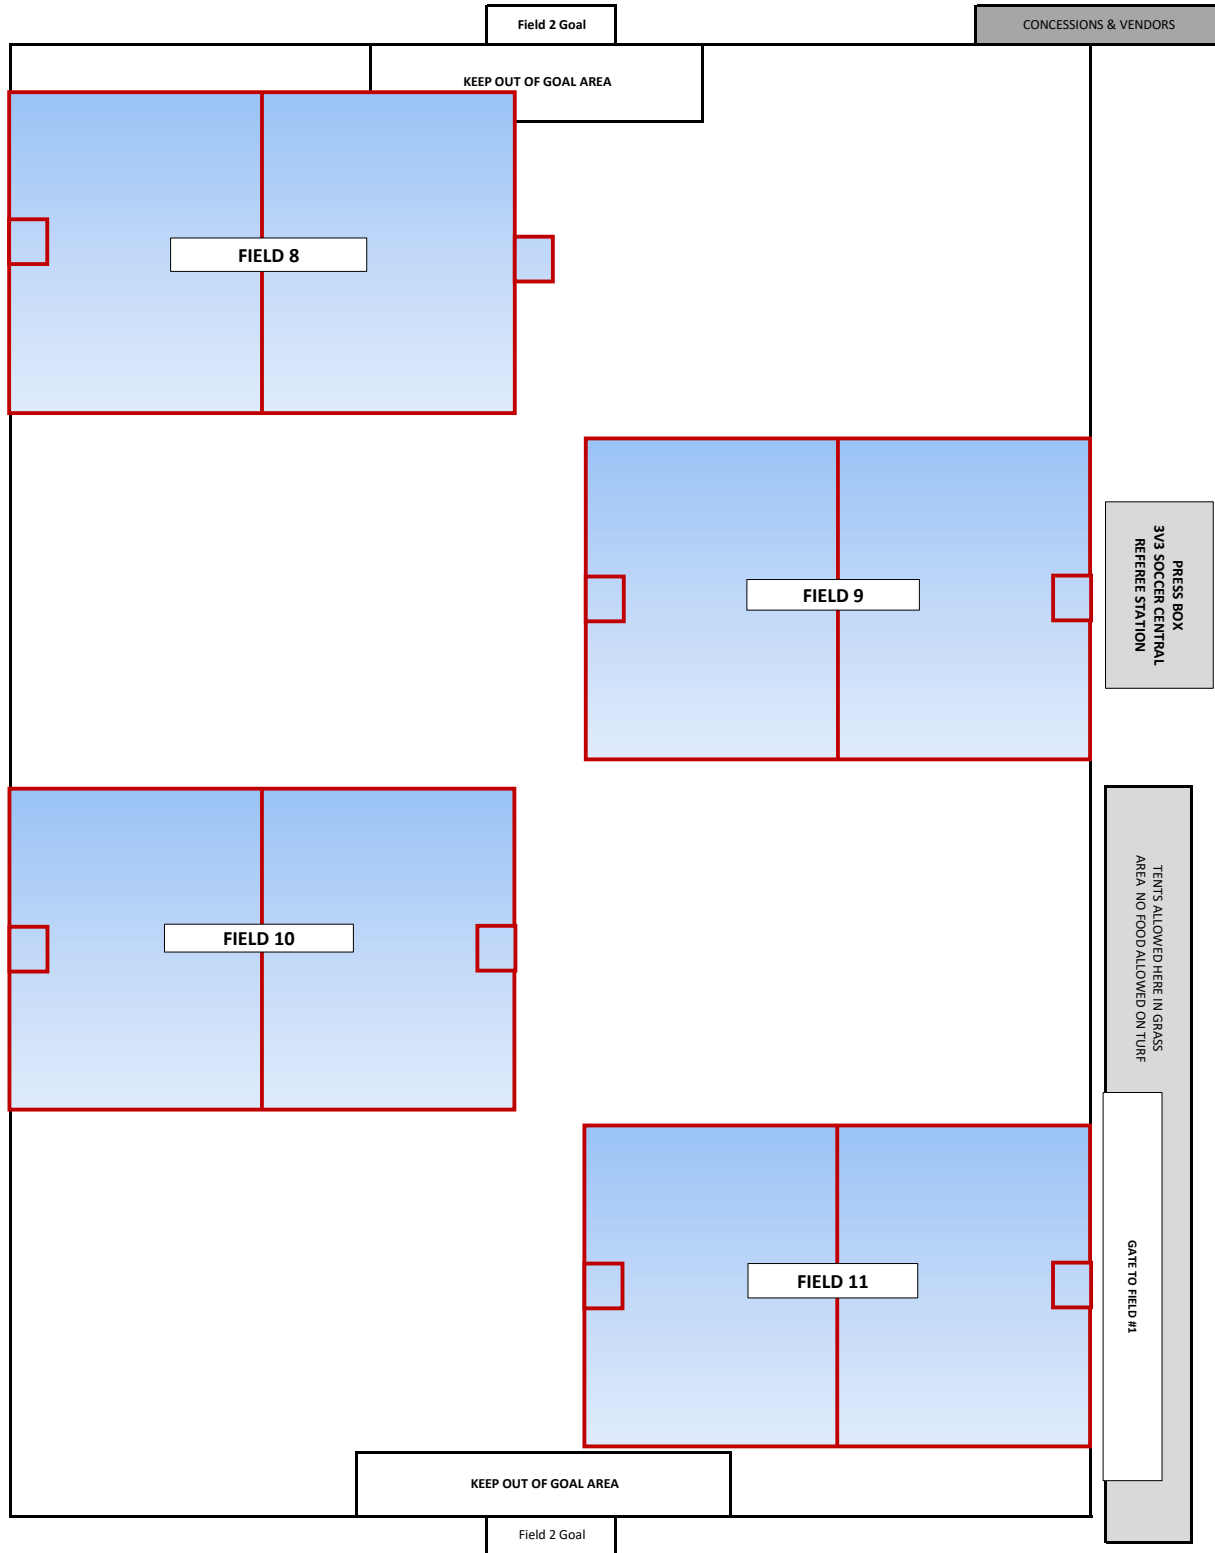 Field 2 Goal
CONCESSIONS & VENDORS
KEEP OUT OF GOAL AREA
FIELD 8
FIELD 9
PRESS BOX
3V3 SOCCER CENTRAL
REFEREE STATION
FIELD 10
TENTS ALLOWED HERE IN GRASS
AREA NO FOOD ALLOWED ON TURF
FIELD 11
GATE TO FIELD #1
KEEP OUT OF GOAL AREA
Field 2 Goal